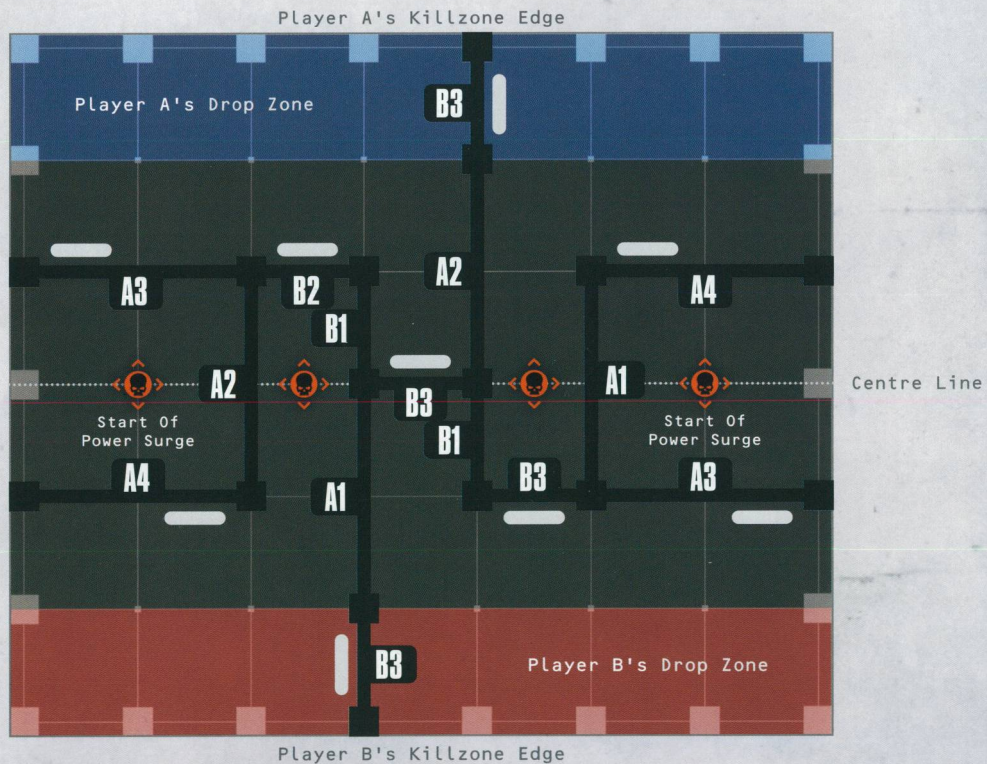 Player A's Killzone Edge
Player A's Drop Zone
B3
A2
A3
B2
A4
B1
A2
A1
B3
Centre Line
Start Of
Power Surge
Start Of
Power Surge
B1
A4
A1
B3
A3
B3
Player B's Drop Zone
Player B's Killzone Edge